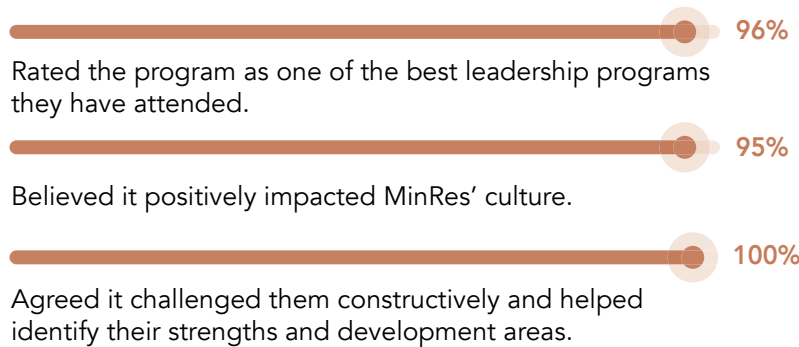 96%
Rated the program as one of the best leadership programs
they have attended.
95%
Believed it positively impacted MinRes’ culture.
100%
Agreed it challenged them constructively and helped
identify their strengths and development areas.